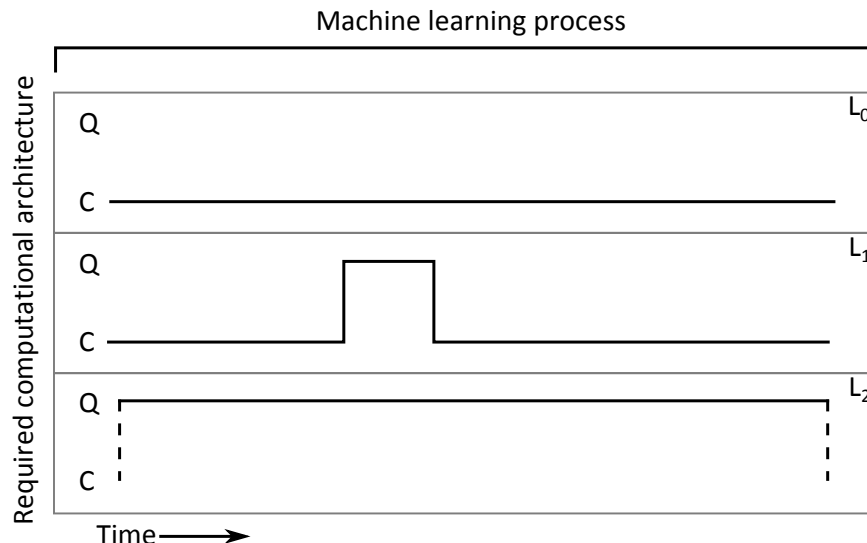 Machine learning process
Required computational architecture
Q
L₀
C
Q
L₁
C
Q
L₂
C
Time